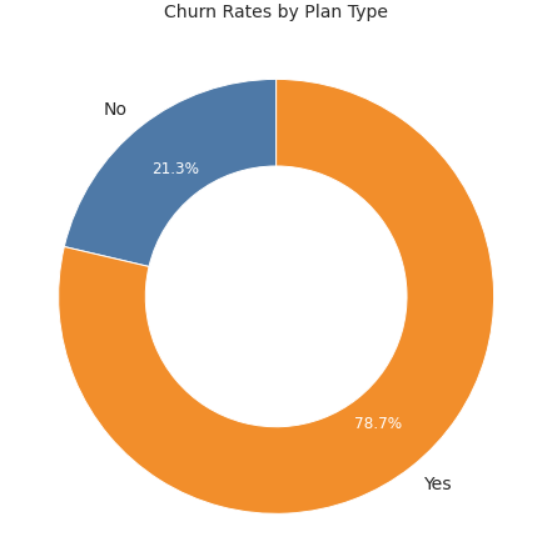 Churn Rates by Plan Type
No
21.3%
78.7%
Yes